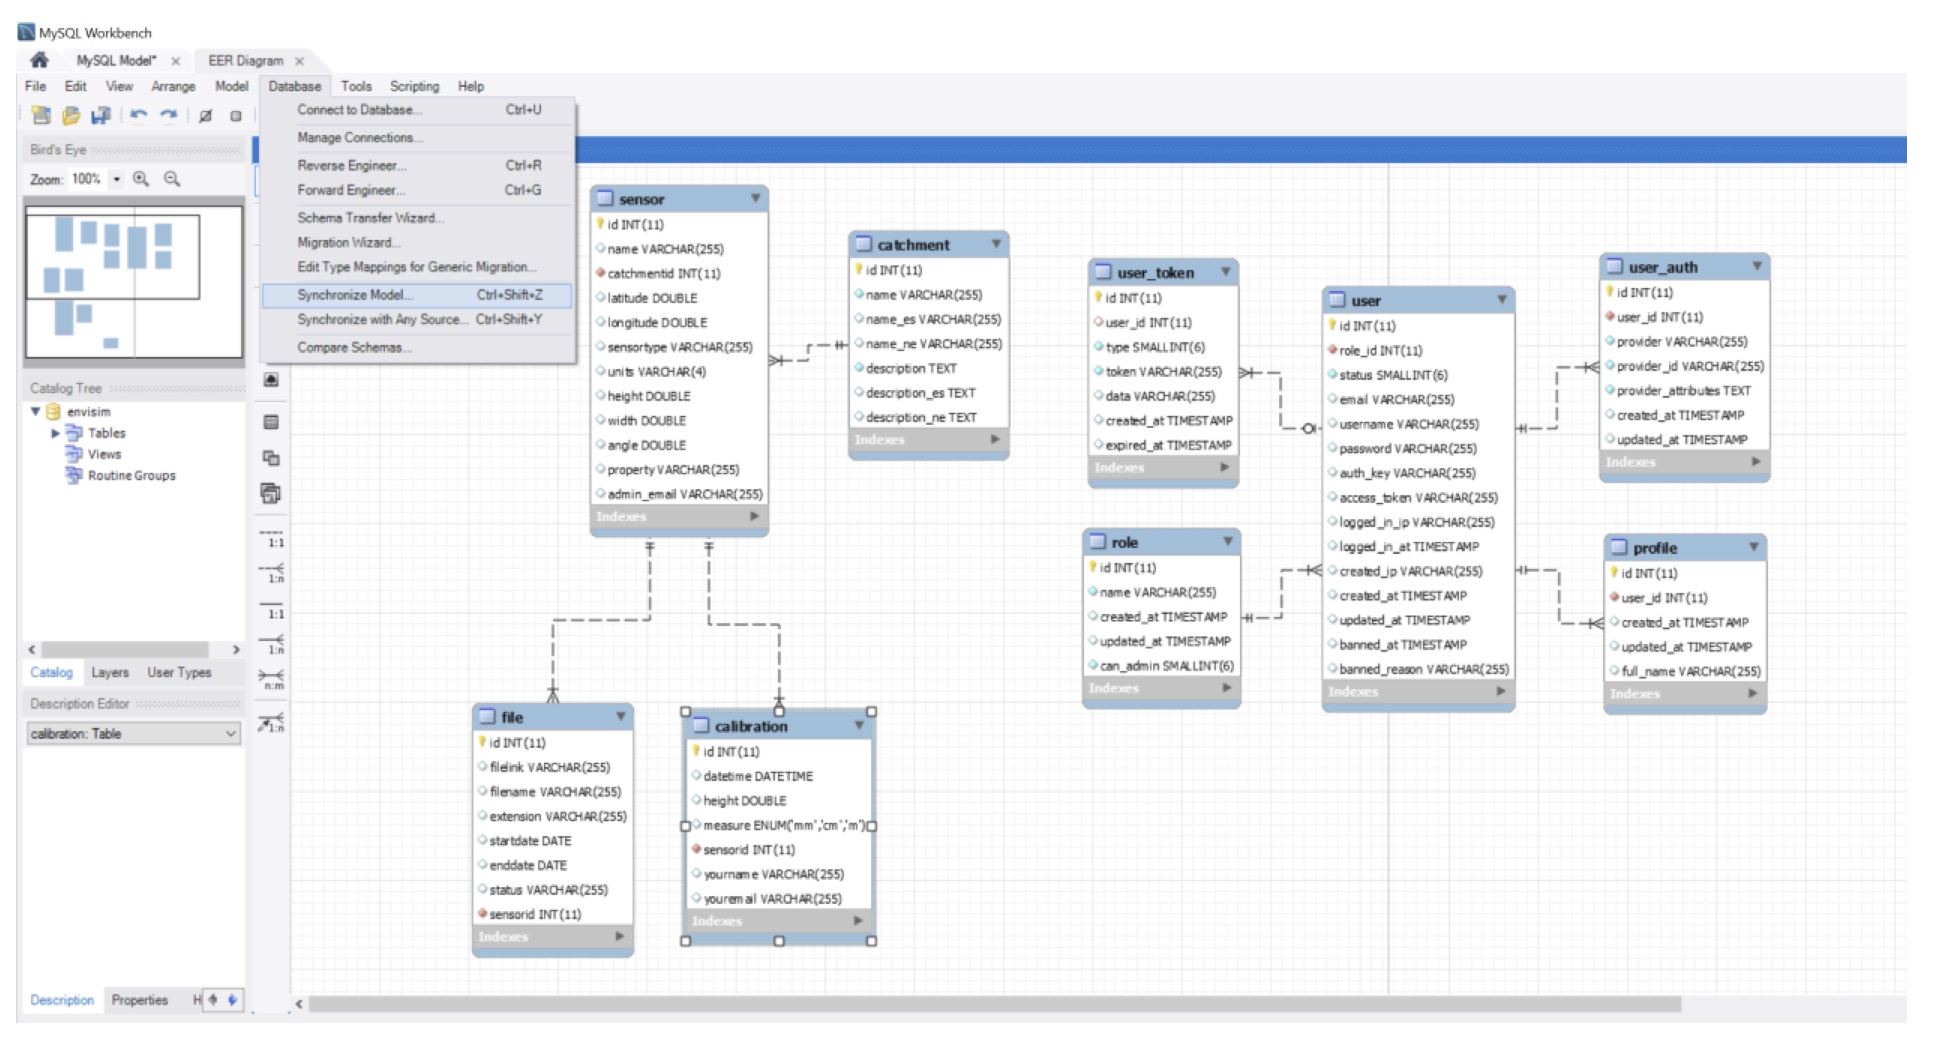 MySQL Workbench
MySQL Model* ×
EER Diagram ×
File Edit View Arrange Model Database Tools Scripting Help
Connect to Database... Ctrl+U
Manage Connections...
Reverse Engineer... Ctrl+R
Forward Engineer... Ctrl+G
Schema Transfer Wizard...
Migration Wizard...
Edit Type Mappings for Generic Migration...
Synchronize Model... Ctrl+Shift+Z
Synchronize with Any Source... Ctrl+Shift+Y
Compare Schemas...
Bird's Eye
Zoom: 100%
Catalog Tree
envisim
Tables
Views
Routine Groups
Catalog Layers User Types
Description Editor
calibration: Table
Description Properties H
1:1
1:n
1:1
1:n
n:m
1:n
sensor
id INT(11)
name VARCHAR(255)
catchmentid INT(11)
latitude DOUBLE
longitude DOUBLE
sensortype VARCHAR(255)
units VARCHAR(4)
height DOUBLE
width DOUBLE
angle DOUBLE
property VARCHAR(255)
admin_email VARCHAR(255)
Indexes
catchment
id INT(11)
name VARCHAR(255)
name_es VARCHAR(255)
name_ne VARCHAR(255)
description TEXT
description_es TEXT
description_ne TEXT
Indexes
user_token
id INT(11)
user_id INT(11)
type SMALLINT(6)
token VARCHAR(255)
data VARCHAR(255)
created_at TIMESTAMP
expired_at TIMESTAMP
Indexes
user
id INT(11)
role_id INT(11)
status SMALLINT(6)
email VARCHAR(255)
username VARCHAR(255)
password VARCHAR(255)
auth_key VARCHAR(255)
access_token VARCHAR(255)
logged_in_ip VARCHAR(255)
logged_in_at TIMESTAMP
created_ip VARCHAR(255)
created_at TIMESTAMP
updated_at TIMESTAMP
banned_at TIMESTAMP
banned_reason VARCHAR(255)
Indexes
user_auth
id INT(11)
user_id INT(11)
provider VARCHAR(255)
provider_id VARCHAR(255)
provider_attributes TEXT
created_at TIMESTAMP
updated_at TIMESTAMP
Indexes
role
id INT(11)
name VARCHAR(255)
created_at TIMESTAMP
updated_at TIMESTAMP
can_admin SMALLINT(6)
Indexes
profile
id INT(11)
user_id INT(11)
created_at TIMESTAMP
updated_at TIMESTAMP
full_name VARCHAR(255)
Indexes
file
id INT(11)
filelink VARCHAR(255)
filename VARCHAR(255)
extension VARCHAR(255)
startdate DATE
enddate DATE
status VARCHAR(255)
sensorid INT(11)
Indexes
calibration
id INT(11)
datetime DATETIME
height DOUBLE
measure ENUM('mm','cm','m')
sensorid INT(11)
yourname VARCHAR(255)
youremail VARCHAR(255)
Indexes